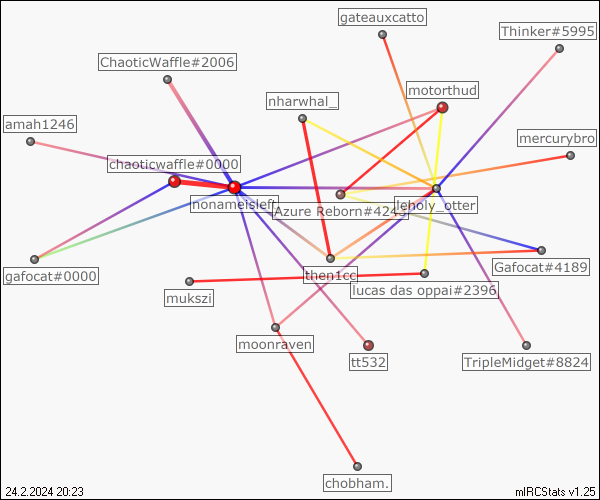 gateauxcatto
Thinker#5995
ChaoticWaffle#2006
motorthud
nharwhal_
amah1246
mercurybro
chaoticwaffle#0000
nonameisleft
Azure Reborn#4243
leholy_otter
gafocat#0000
then1cc
Gafocat#4189
mukszi
lucas das oppai#2396
moonraven
tt532
TripleMidget#8824
chobham.
24.2.2024 20:23
mIRCStats v1.25